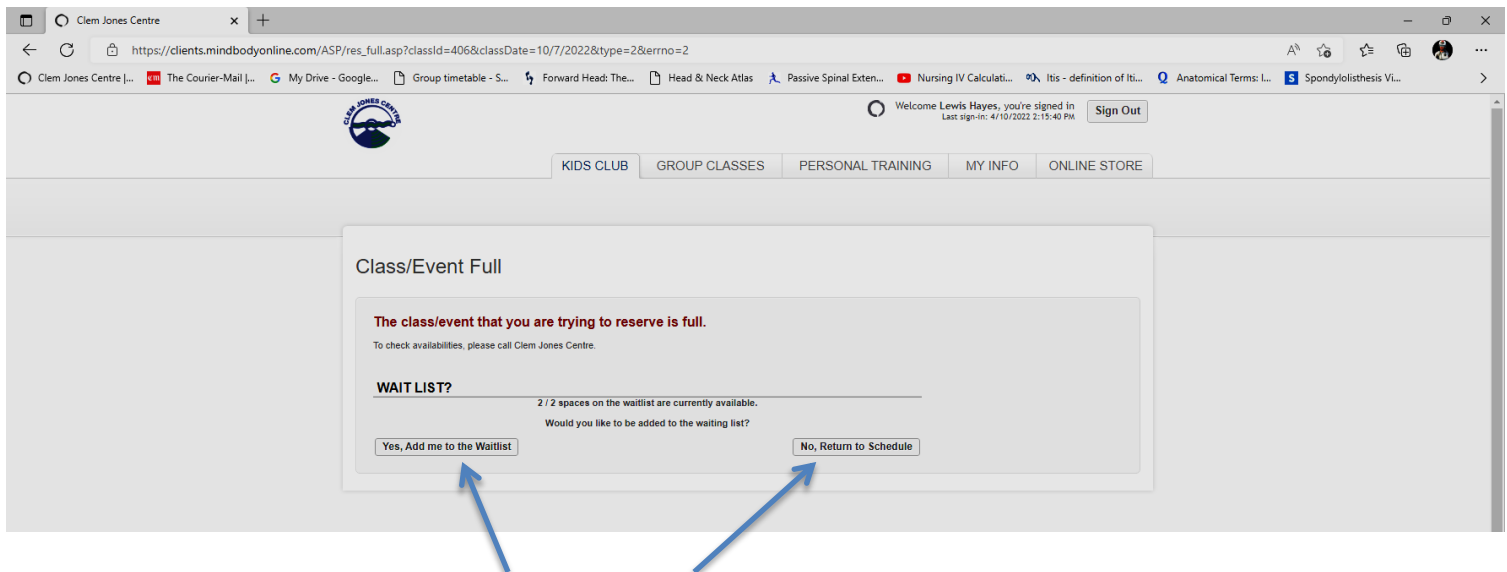 Clem Jones Centre
https://clients.mindbodyonline.com/ASP/res_full.asp?classId=406&classDate=10/7/2022&type=2&errno=2
Clem Jones Centre |... The Courier-Mail |... My Drive - Google... Group timetable - S... Forward Head: The... Head & Neck Atlas Passive Spinal Exten... Nursing IV Calculati... Itis - definition of Iti... Anatomical Terms: l... Spondylolisthesis Vi...
CLEM JONES CENTRE
Welcome Lewis Hayes, you're signed in
Last sign-in: 4/10/2022 2:15:40 PM
Sign Out
KIDS CLUB GROUP CLASSES PERSONAL TRAINING MY INFO ONLINE STORE
Class/Event Full
The class/event that you are trying to reserve is full.
To check availabilities, please call Clem Jones Centre.
WAIT LIST?
2 / 2 spaces on the waitlist are currently available.
Would you like to be added to the waiting list?
Yes, Add me to the Waitlist No, Return to Schedule